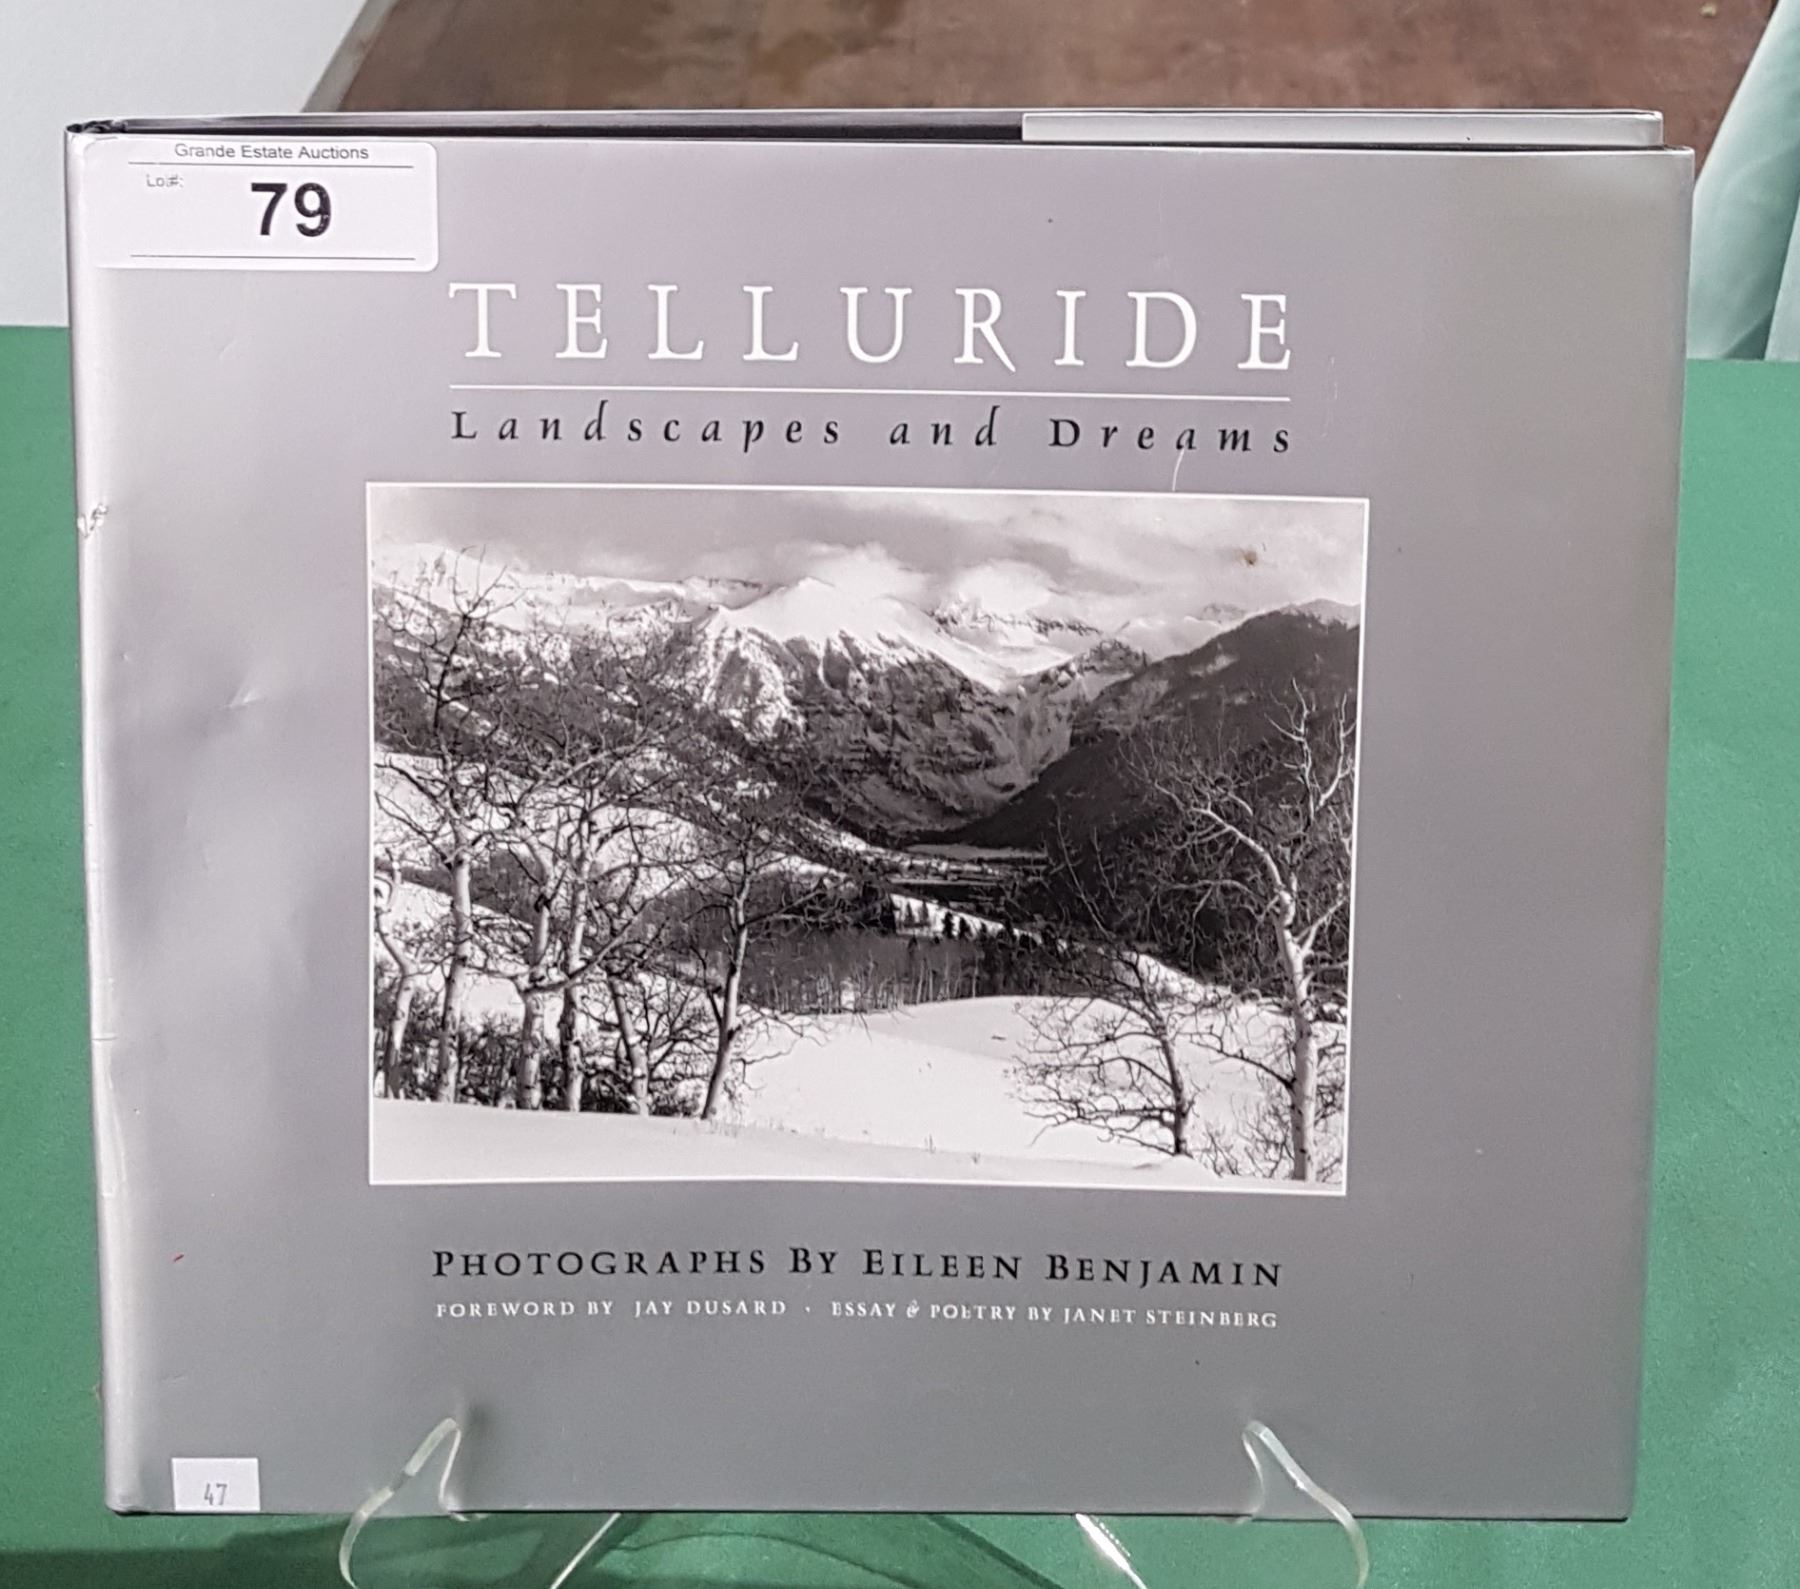 Grande Estate Auctions
Lot#:
79
TELLURIDE
Landscapes and Dreams
PHOTOGRAPHS BY EILEEN BENJAMIN
FOREWORD BY JAY DUSARD · ESSAY & POETRY BY JANET STEINBERG
47